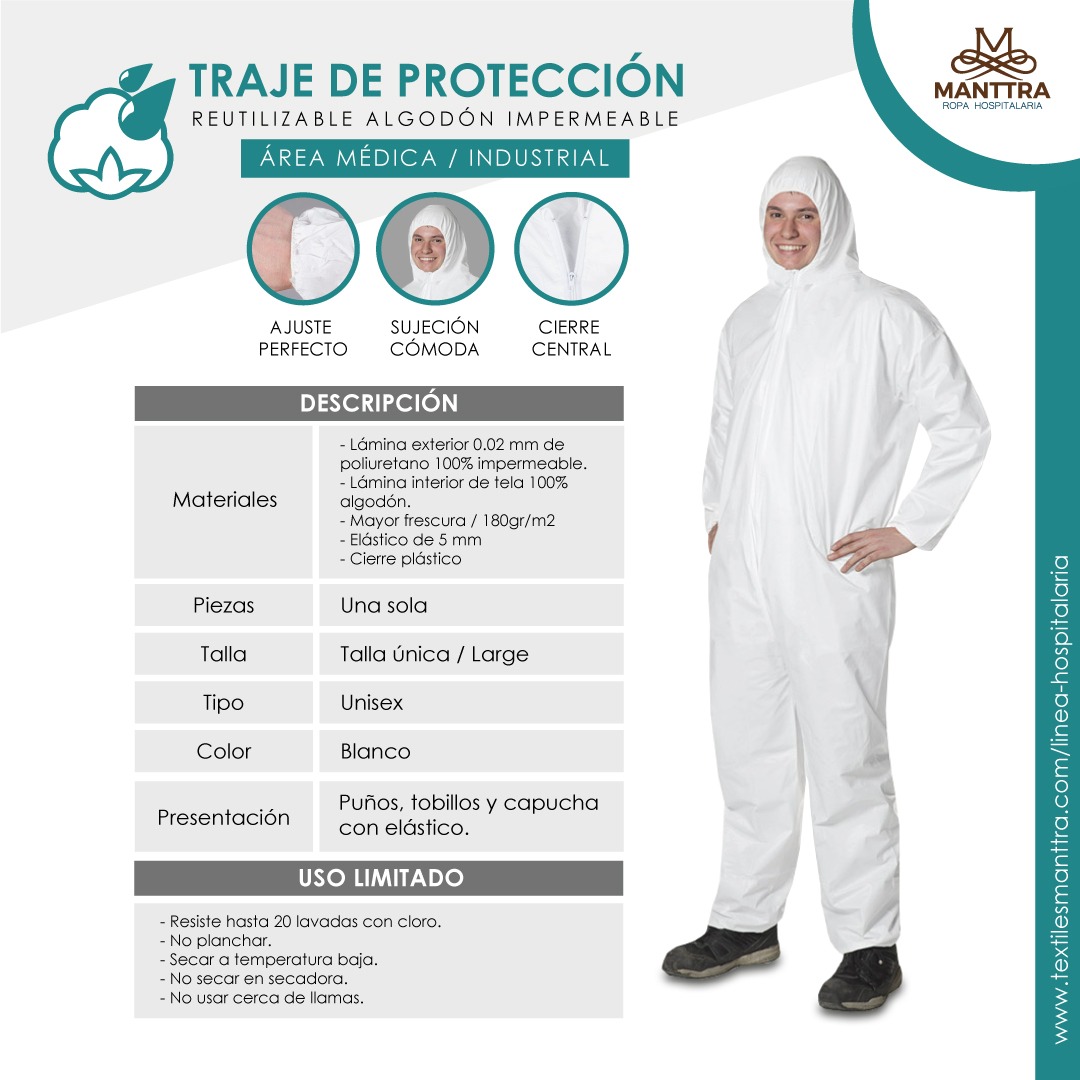 TRAJE DE PROTECCIÓN
REUTILIZABLE ALGODÓN IMPERMEABLE
ÁREA MÉDICA / INDUSTRIAL
MANTTRA
ROPA HOSPITALARIA
AJUSTE
PERFECTO
SUJECIÓN
CÓMODA
CIERRE
CENTRAL
DESCRIPCIÓN
Materiales
- Lámina exterior 0.02 mm de
poliuretano 100% impermeable.
- Lámina interior de tela 100%
algodón.
- Mayor frescura / 180gr/m2
- Elástico de 5 mm
- Cierre plástico
Piezas
Una sola
Talla
Talla única / Large
Tipo
Unisex
Color
Blanco
Presentación
Puños, tobillos y capucha
con elástico.
USO LIMITADO
- Resiste hasta 20 lavadas con cloro.
- No planchar.
- Secar a temperatura baja.
- No secar en secadora.
- No usar cerca de llamas.
www.textilesmanttra.com/linea-hospitalaria